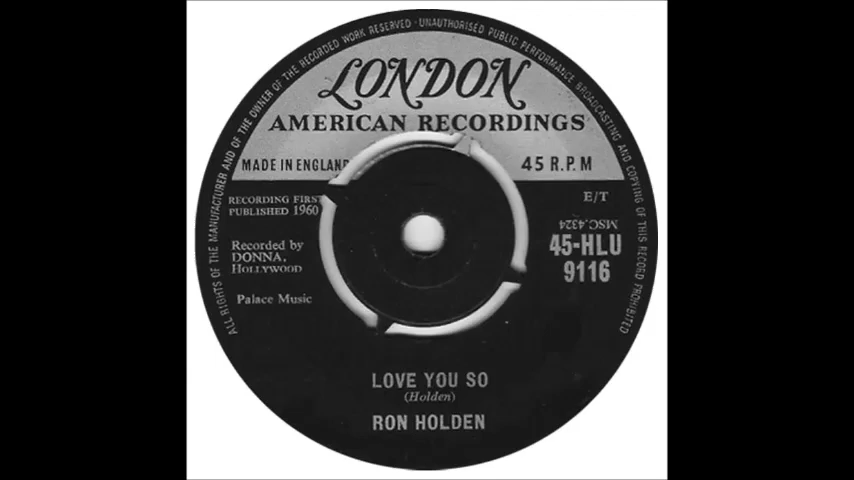 ALL RIGHTS OF THE MANUFACTURER AND OF THE OWNER OF THE RECORDED WORK RESERVED · UNAUTHORISED PUBLIC PERFORMANCE BROADCASTING AND COPYING OF THIS RECORD PROHIBITED
LONDON
AMERICAN RECORDINGS
MADE IN ENGLAND
45 R.P.M
RECORDING FIRST
PUBLISHED 1960
E/T
MSC.4324
Recorded by
DONNA,
HOLLYWOOD
45-HLU
9116
Palace Music
LOVE YOU SO
(Holden)
RON HOLDEN